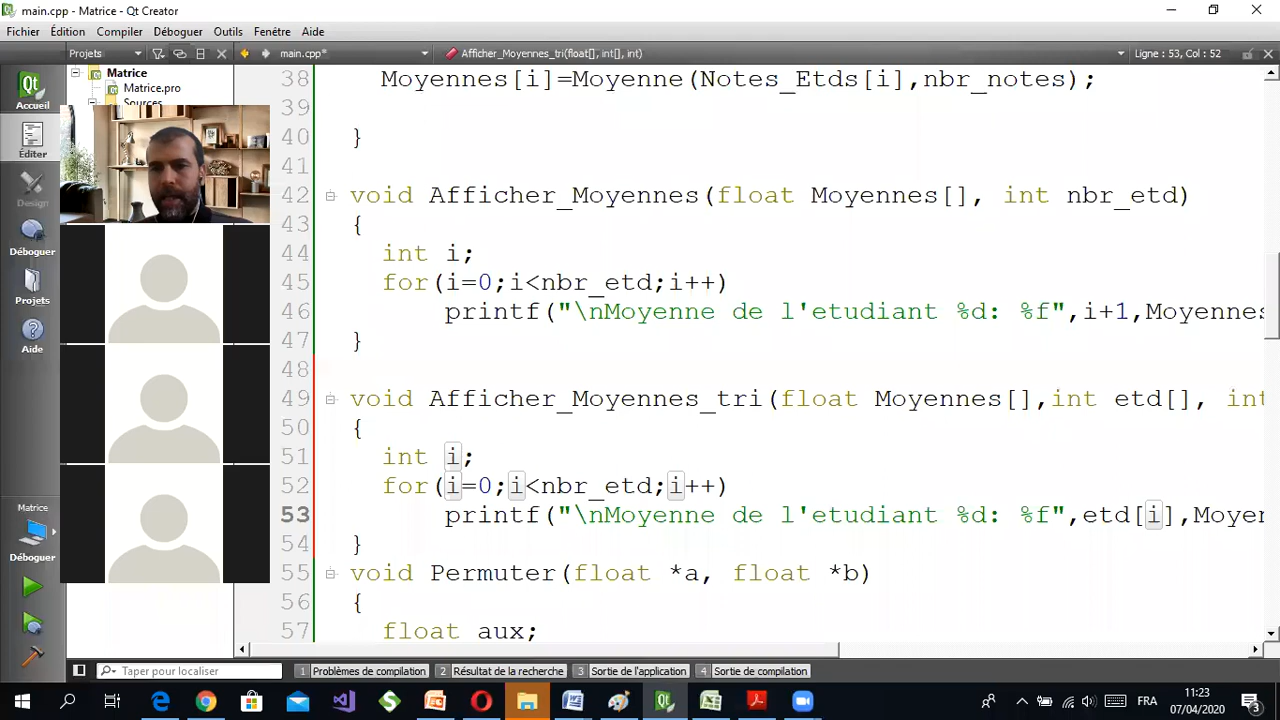 main.cpp - Matrice - Qt Creator
Fichier Édition Compiler Déboguer Outils Fenêtre Aide
Projets main.cpp* Afficher_Moyennes_tri(float[], int[], int) Ligne : 53, Col : 52
Matrice
Matrice.pro
Sources
Qt
Accueil
Éditer
Design
Déboguer
Projets
Aide
Matrice
Déboguer
38 Moyennes[i]=Moyenne(Notes_Etds[i],nbr_notes);
39
40 }
41
42 void Afficher_Moyennes(float Moyennes[], int nbr_etd)
43 {
44 int i;
45 for(i=0;i<nbr_etd;i++)
46 printf("\nMoyenne de l'etudiant %d: %f",i+1,Moyennes
47 }
48
49 void Afficher_Moyennes_tri(float Moyennes[],int etd[], int
50 {
51 int i;
52 for(i=0;i<nbr_etd;i++)
53 printf("\nMoyenne de l'etudiant %d: %f",etd[i],Moyen
54 }
55 void Permuter(float *a, float *b)
56 {
57 float aux;
Taper pour localiser 1 Problèmes de compilation 2 Résultat de la recherche 3 Sortie de l'application 4 Sortie de compilation
FRA
11:23
07/04/2020
3